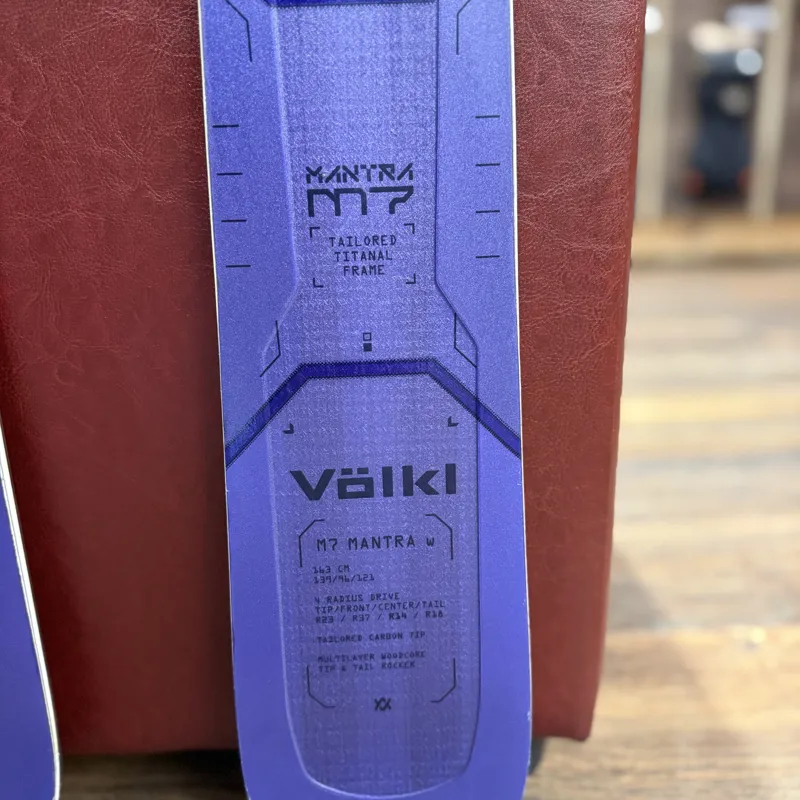 MANTRA
M7
TAILORED
TITANAL
FRAME
Völkl
M7 MANTRA W
163 CM
139/96/121
4 RADIUS DRIVE
TIP/FRONT/CENTER/TAIL
R23 / R37 / R14 / R18
TAILORED CARBON TIP
MULTILAYER WOODCORE
TIP & TAIL ROCKER